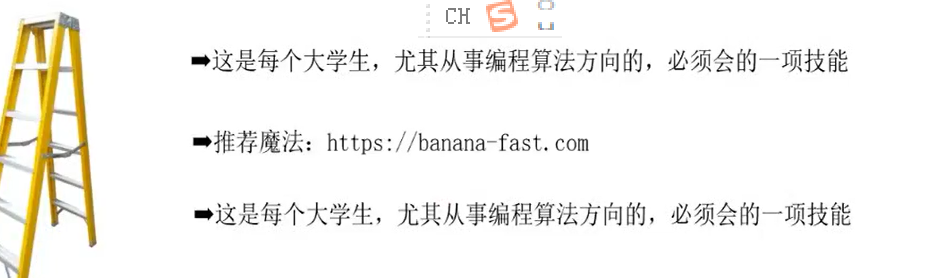 CH S
➡这是每个大学生，尤其从事编程算法方向的，必须会的一项技能
➡推荐魔法：https://banana-fast.com
➡这是每个大学生，尤其从事编程算法方向的，必须会的一项技能